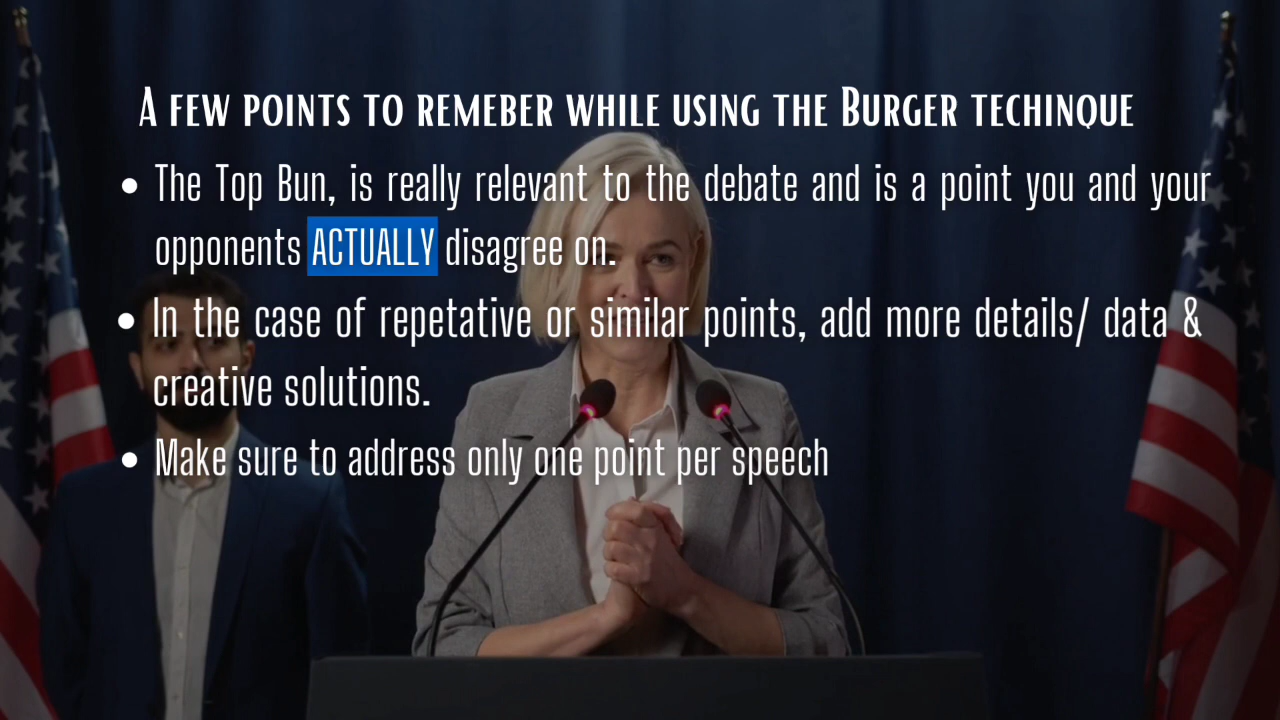 A few points to remeber while using the Burger techinque
• The Top Bun, is really relevant to the debate and is a point you and your
opponents ACTUALLY disagree on.
• In the case of repetative or similar points, add more details/ data &
creative solutions.
• Make sure to address only one point per speech